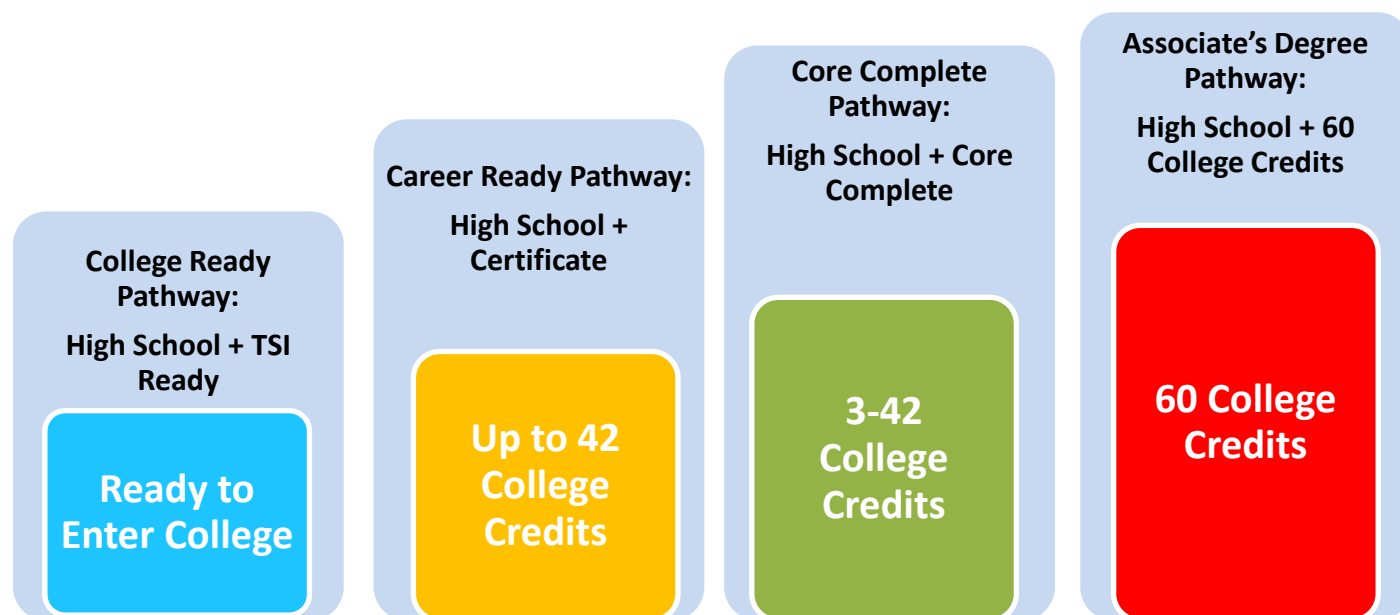 College Ready
Pathway:
High School + TSI
Ready
Ready to
Enter College
Career Ready Pathway:
High School +
Certificate
Up to 42
College
Credits
Core Complete
Pathway:
High School + Core
Complete
3-42
College
Credits
Associate’s Degree
Pathway:
High School + 60
College Credits
60 College
Credits